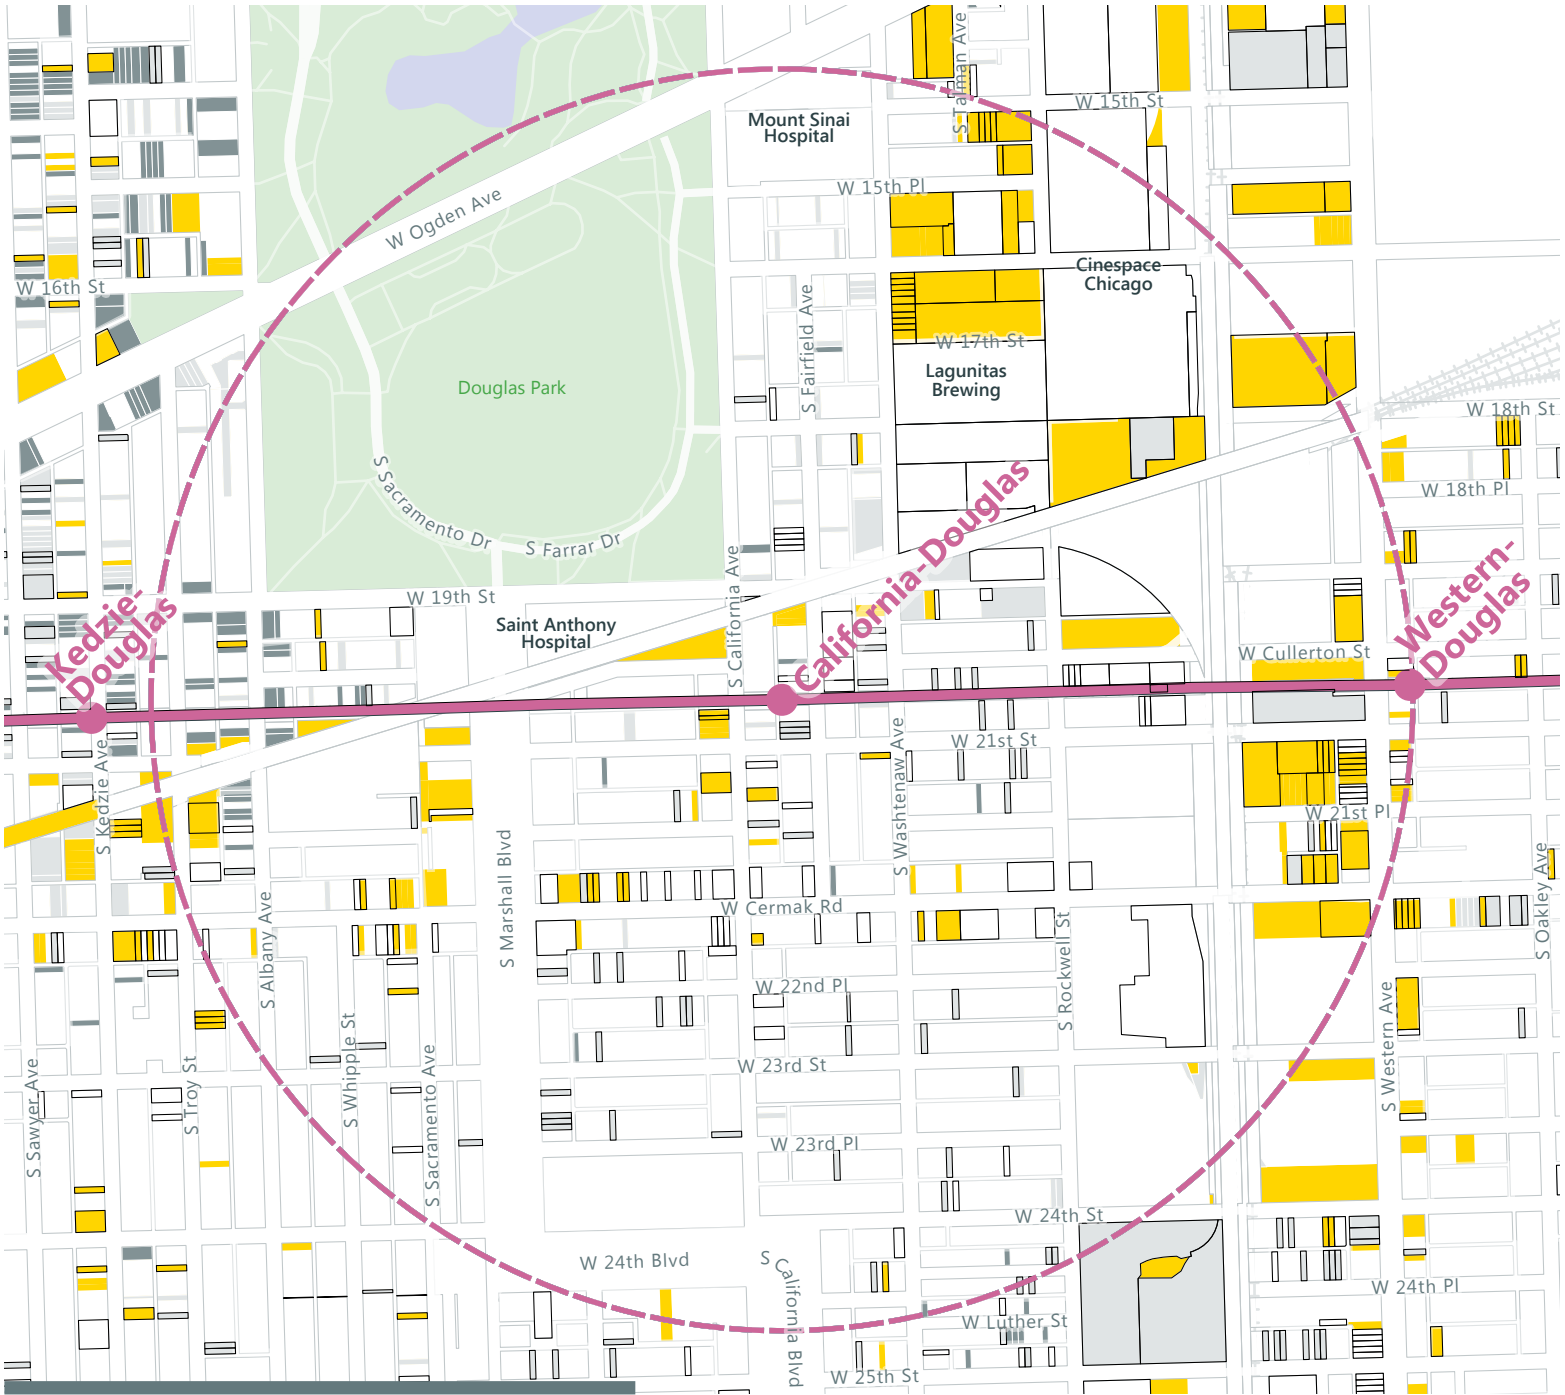 S Talman Ave
W 15th St
Mount Sinai
Hospital
W 15th Pl
W Ogden Ave
Cinespace
Chicago
W 16th St
S Fairfield Ave
W 17th St
Lagunitas
Brewing
Douglas Park
W 18th St
W 18th Pl
S Sacramento Dr
S Farrar Dr
California-Douglas
W 19th St
S California Ave
Kedzie-
Douglas
Western-
Douglas
Saint Anthony
Hospital
W Cullerton St
S Kedzie Ave
W 21st St
S Washtenaw Ave
W 21st Pl
S Marshall Blvd
S Oakley Ave
W Cermak Rd
S Albany Ave
S Rockwell St
W 22nd Pl
S Western Ave
S Whipple St
S Sawyer Ave
S Troy St
S Sacramento Ave
W 23rd St
W 23rd Pl
W 24th St
W 24th Blvd
S California Blvd
W 24th Pl
W Luther St
W 25th St